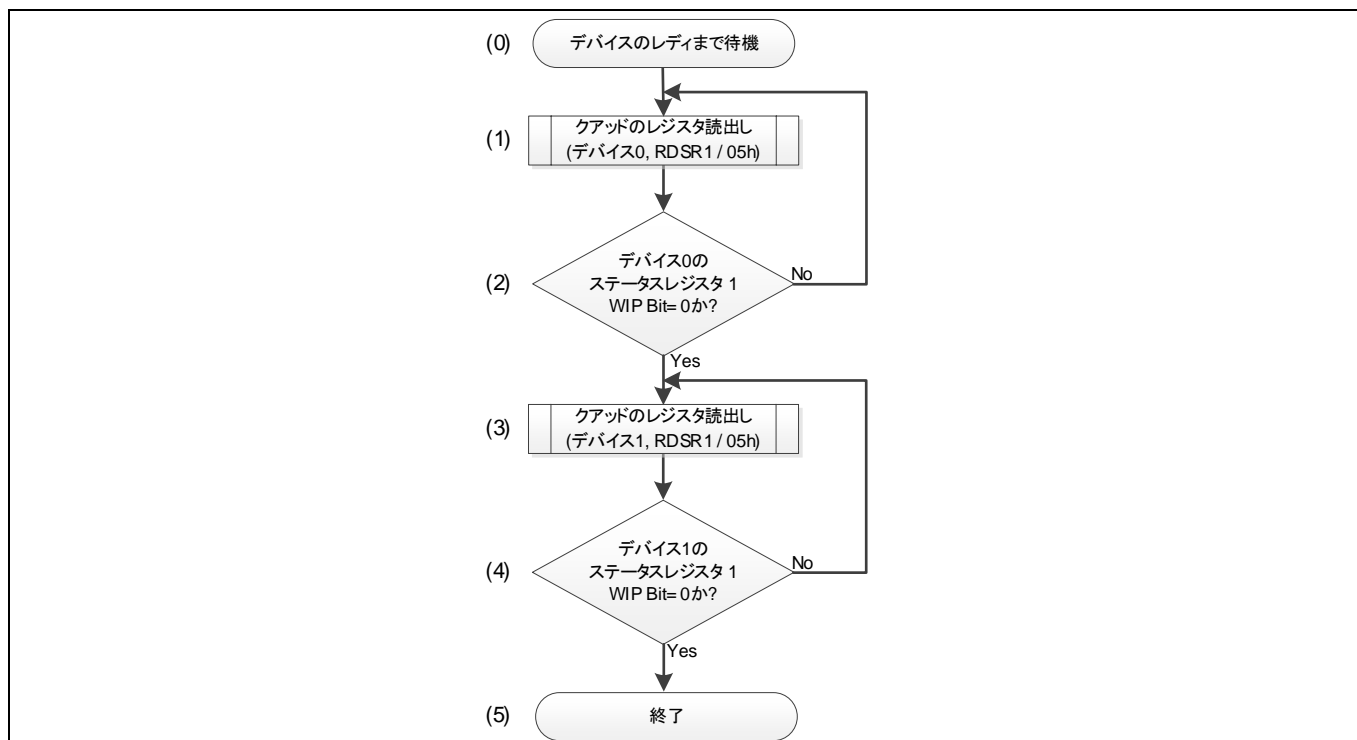 (0)
デバイスのレディまで待機
(1)
クアッドのレジスタ読出し
(デバイス0, RDSR1 / 05h)
(2)
デバイス0の
ステータスレジスタ 1
WIP Bit= 0か?
No
Yes
(3)
クアッドのレジスタ読出し
(デバイス1, RDSR1 / 05h)
(4)
デバイス1の
ステータスレジスタ 1
WIP Bit= 0か?
No
Yes
(5)
終了